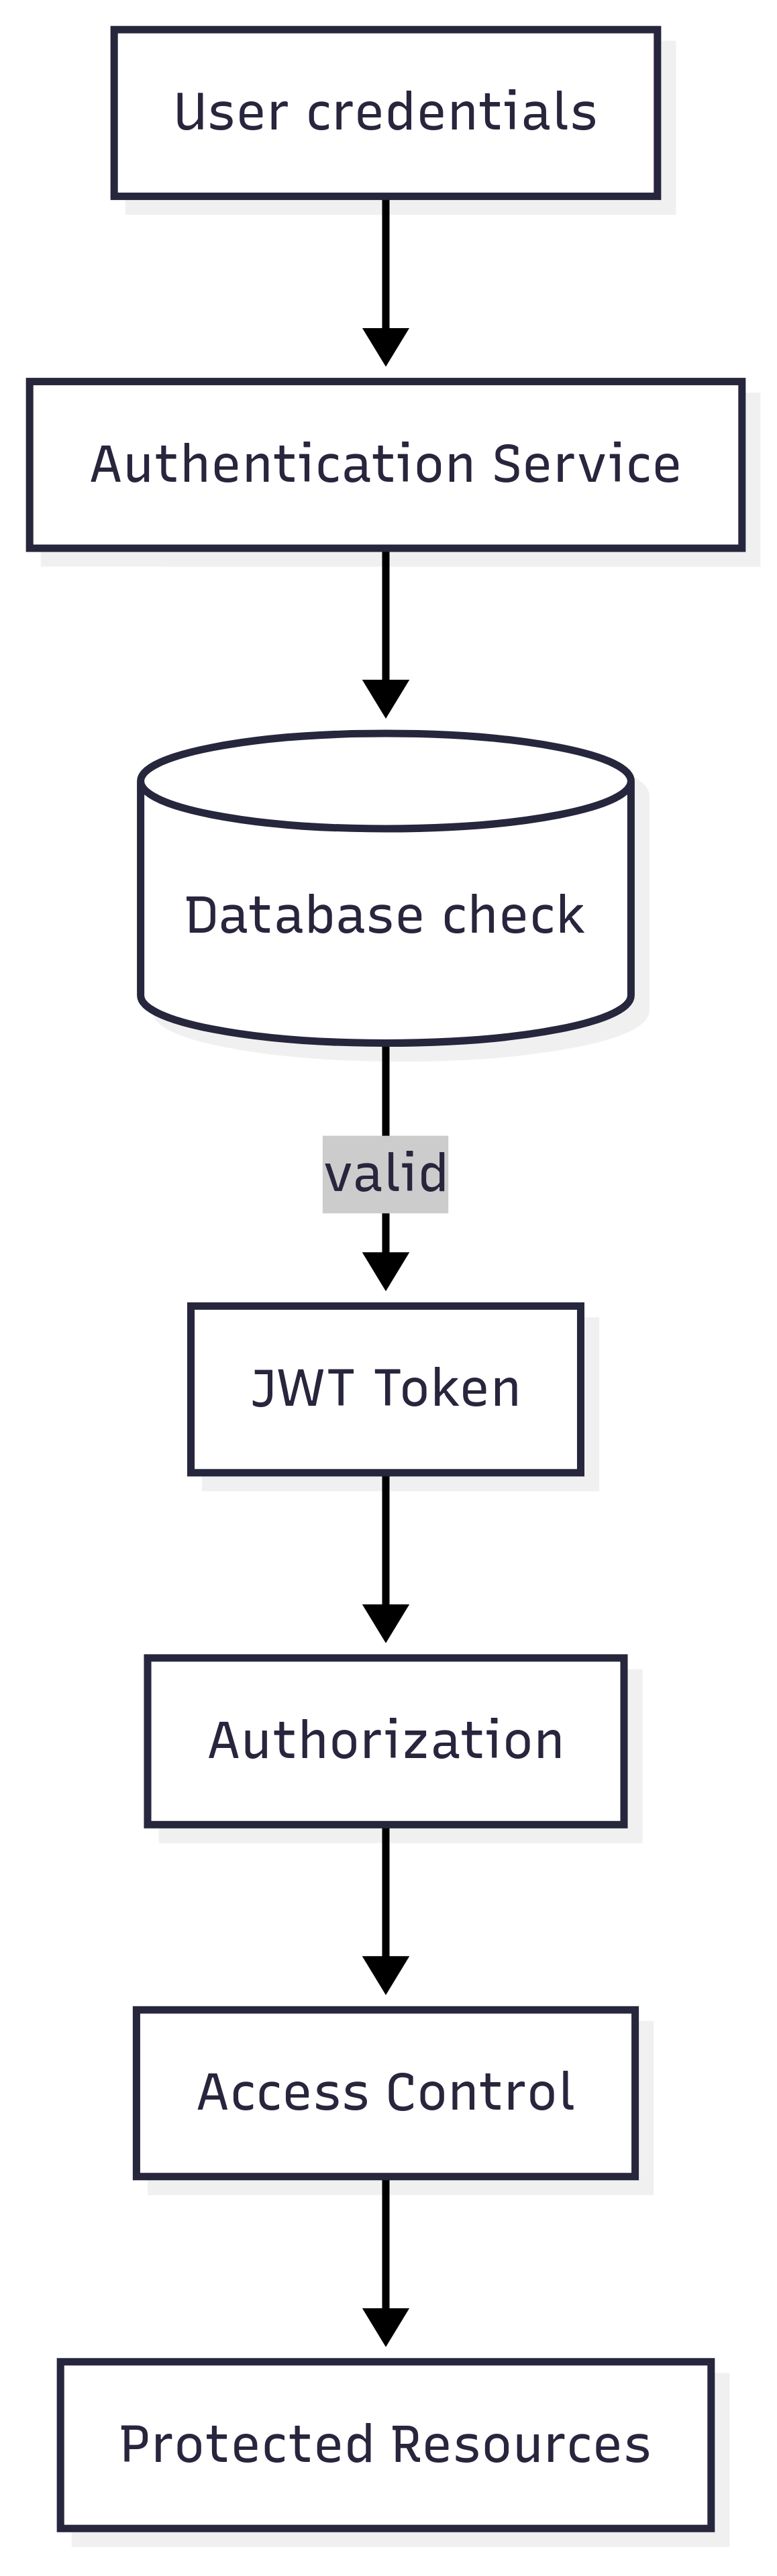 User credentials
Authentication Service
Database check
valid
JWT Token
Authorization
Access Control
Protected Resources